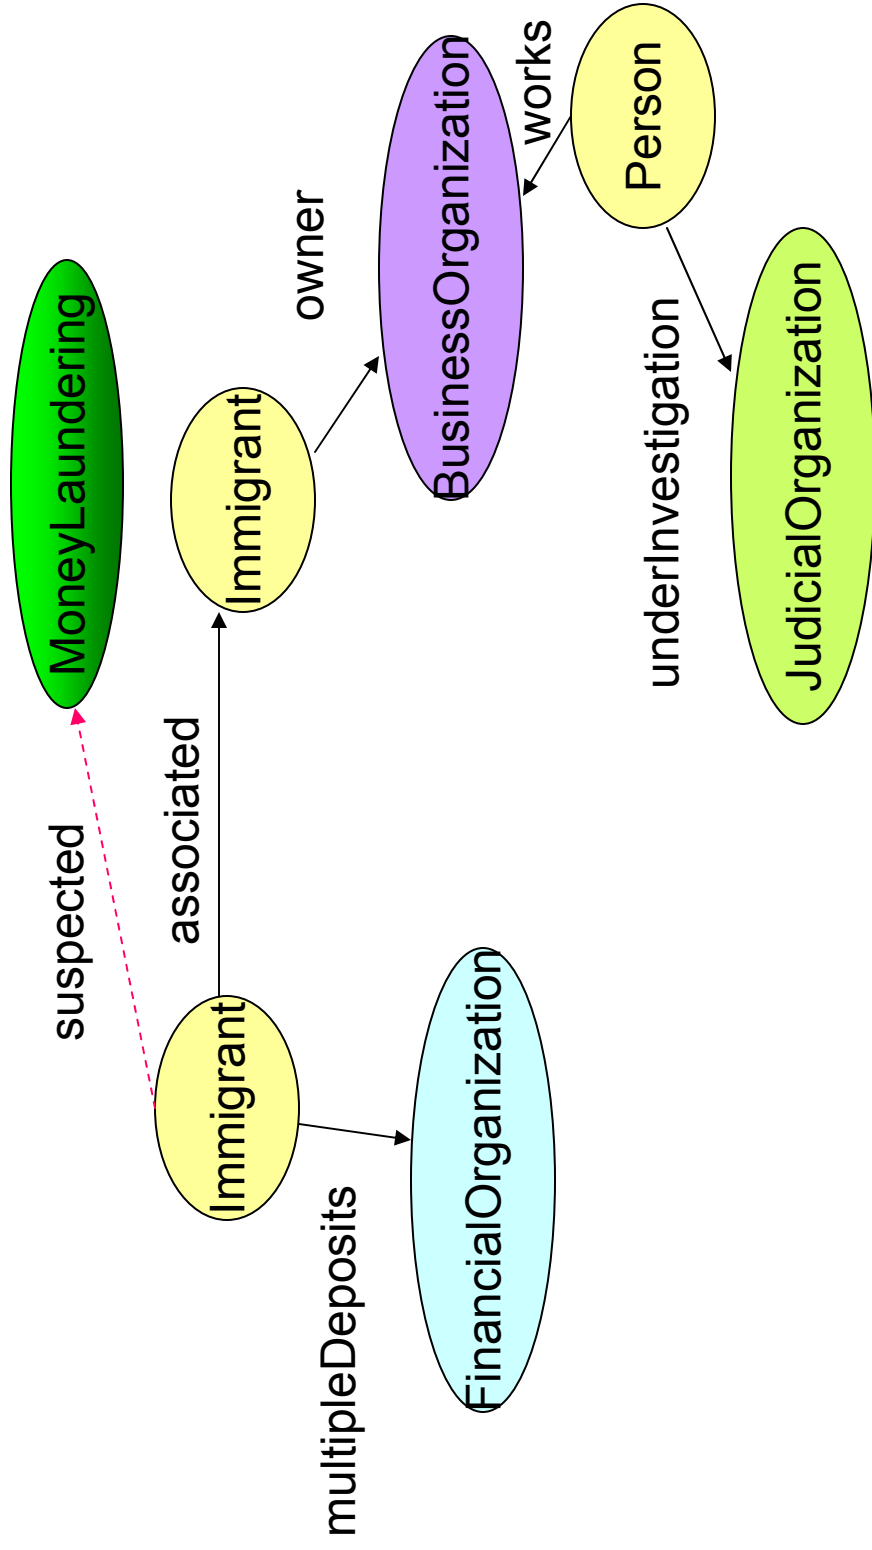 MoneyLaundering
suspected
associated
Immigrant
Immigrant
owner
multipleDeposits
FinancialOrganization
BusinessOrganization
works
Person
underInvestigation
JudicialOrganization